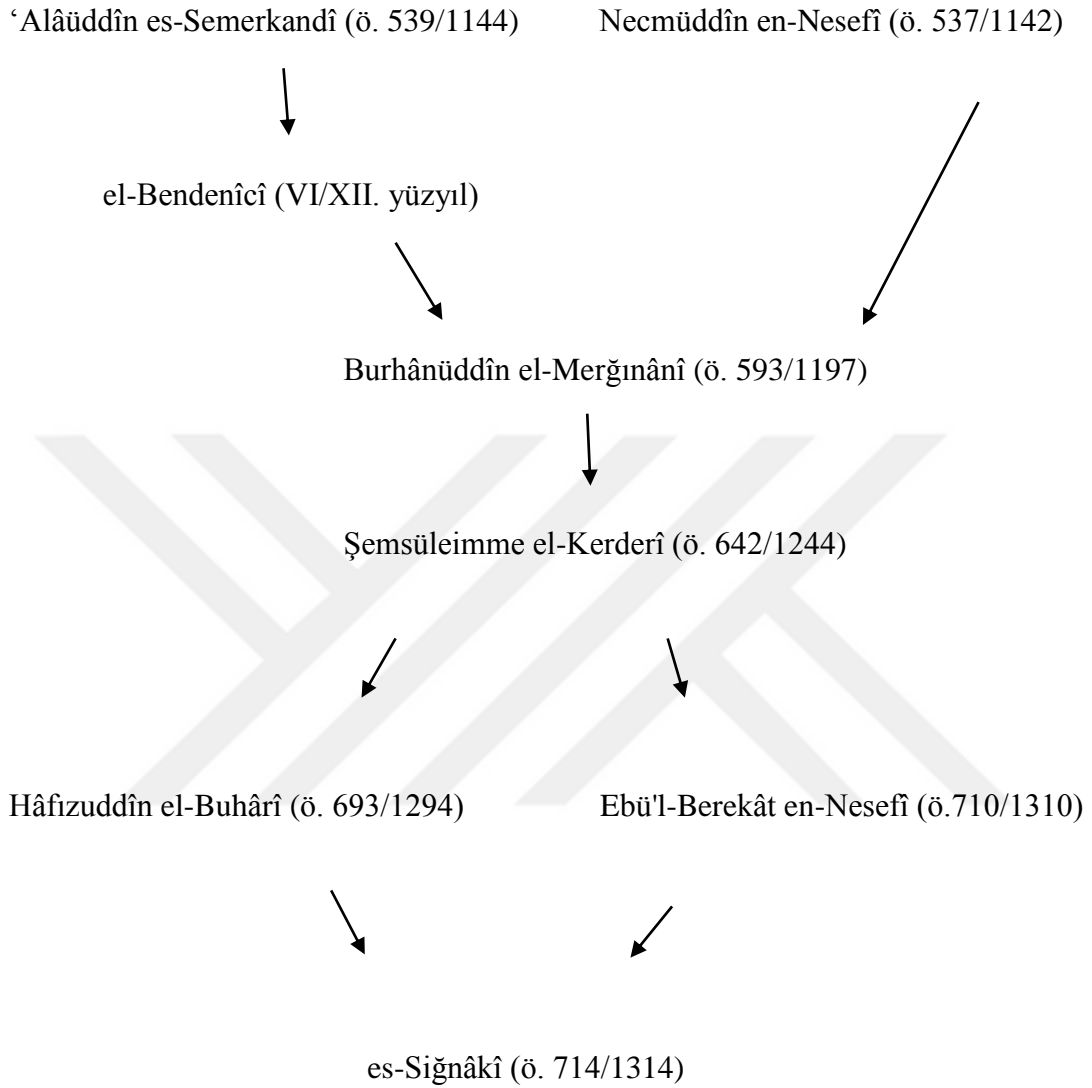 ‘Alâüddîn es-Semerkandî (ö. 539/1144) Necmüddîn en-Nesefî (ö. 537/1142)
el-Bendenîcî (VI/XII. yüzyıl)
Burhânüddîn el-Merğınânî (ö. 593/1197)
Şemsüleimme el-Kerderî (ö. 642/1244)
Hâfızuddîn el-Buhârî (ö. 693/1294) Ebü'l-Berekât en-Nesefî (ö.710/1310)
es-Siğnâkî (ö. 714/1314)